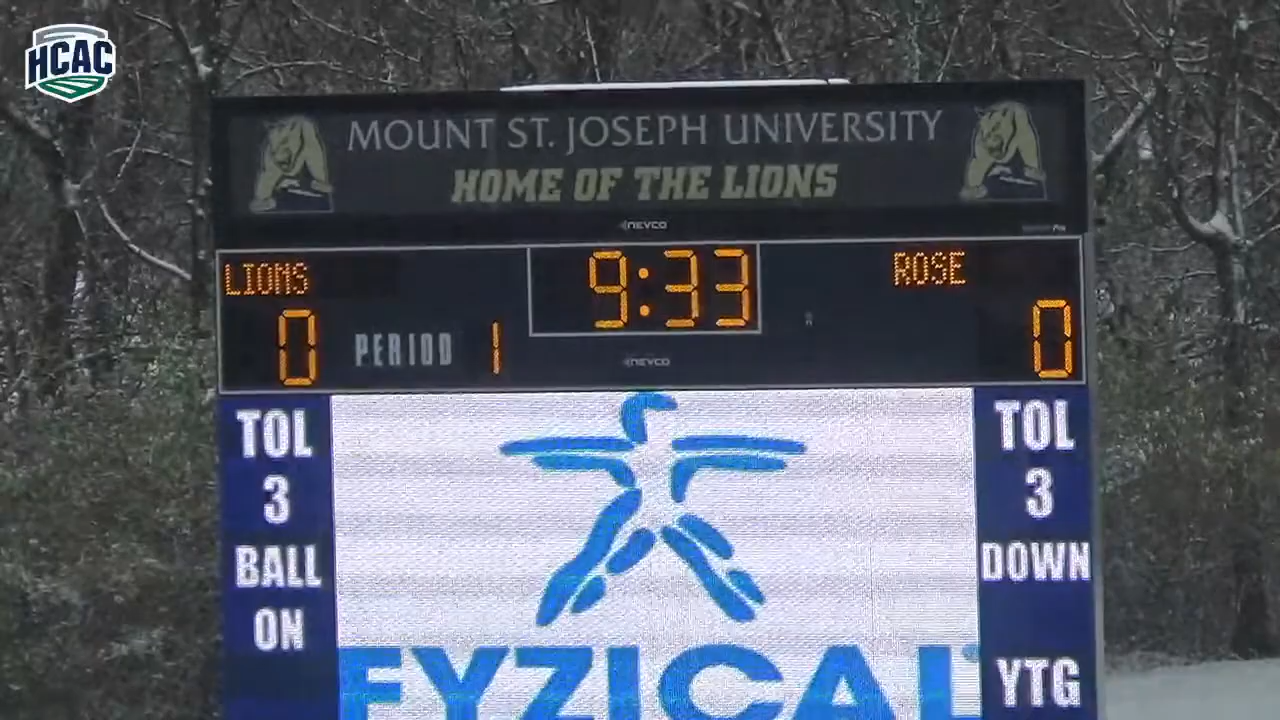 HCAC
MOUNT ST. JOSEPH UNIVERSITY
HOME OF THE LIONS
NEVCO
LIONS
9:33
ROSE
0
PERIOD 1
0
NEVCO
TOL
3
BALL
ON
TOL
3
DOWN
YTG
FYZICAL